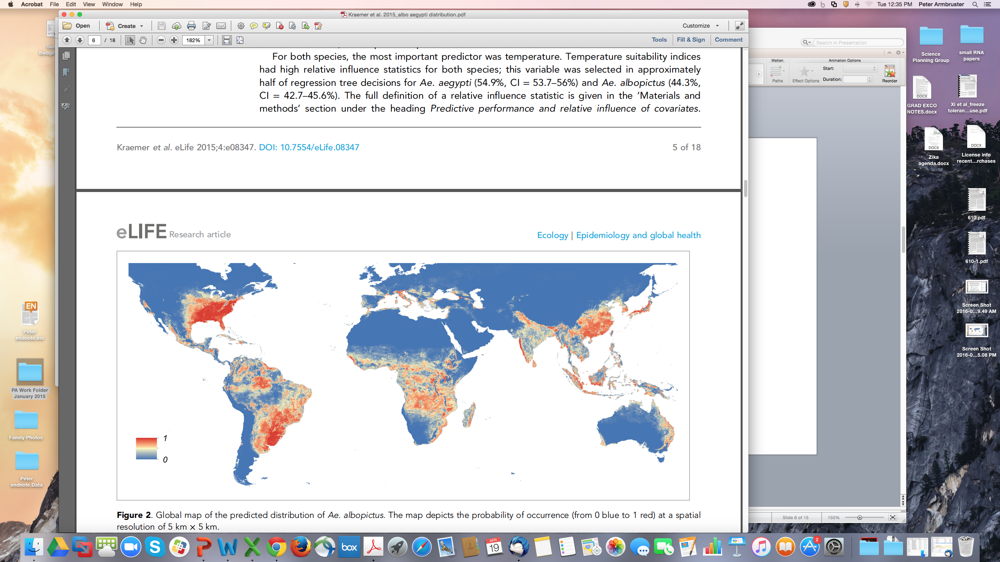 Acrobat File Edit View Window Help
Tue 12:35 PM Peter Armbruster
Kraemer et al. 2015_albo aegypti distribution.pdf
Open
Create
Customize
6 / 18
182%
Tools
Fill & Sign
Comment
For both species, the most important predictor was temperature. Temperature suitability indices
had high relative influence statistics for both species; this variable was selected in approximately
half of regression tree decisions for Ae. aegypti (54.9%, CI = 53.7–56%) and Ae. albopictus (44.3%,
CI = 42.7–45.6%). The full definition of a relative influence statistic is given in the ‘Materials and
methods’ section under the heading Predictive performance and relative influence of covariates.
Kraemer et al. eLife 2015;4:e08347. DOI: 10.7554/eLife.08347
5 of 18
eLIFE Research article
Ecology | Epidemiology and global health
1
0
Figure 2. Global map of the predicted distribution of Ae. albopictus. The map depicts the probability of occurrence (from 0 blue to 1 red) at a spatial
resolution of 5 km × 5 km.
Search in Presentation
Motion
Animation Options
Start:
Duration:
Paths
Effect Options
Reorder
Slide 6 of 15
150%
EN
Peter
endnote.enl
PA Work Folder
January 2015
Family Photos
Peter
endnote.Data
Science
Planning Group
small RNA
papers
DOCX
GRAD EXCO
NOTES.docx
Xi et al_freeze
toleran...use.pdf
DOCX
Zika
agenda.docx
DOCX
License info
recent...rchases
610.pdf
610-1.pdf
Screen Shot
2016-0...9.49 AM
Screen Shot
2016-0...5.08 PM
box
APR
19
PAGES
2